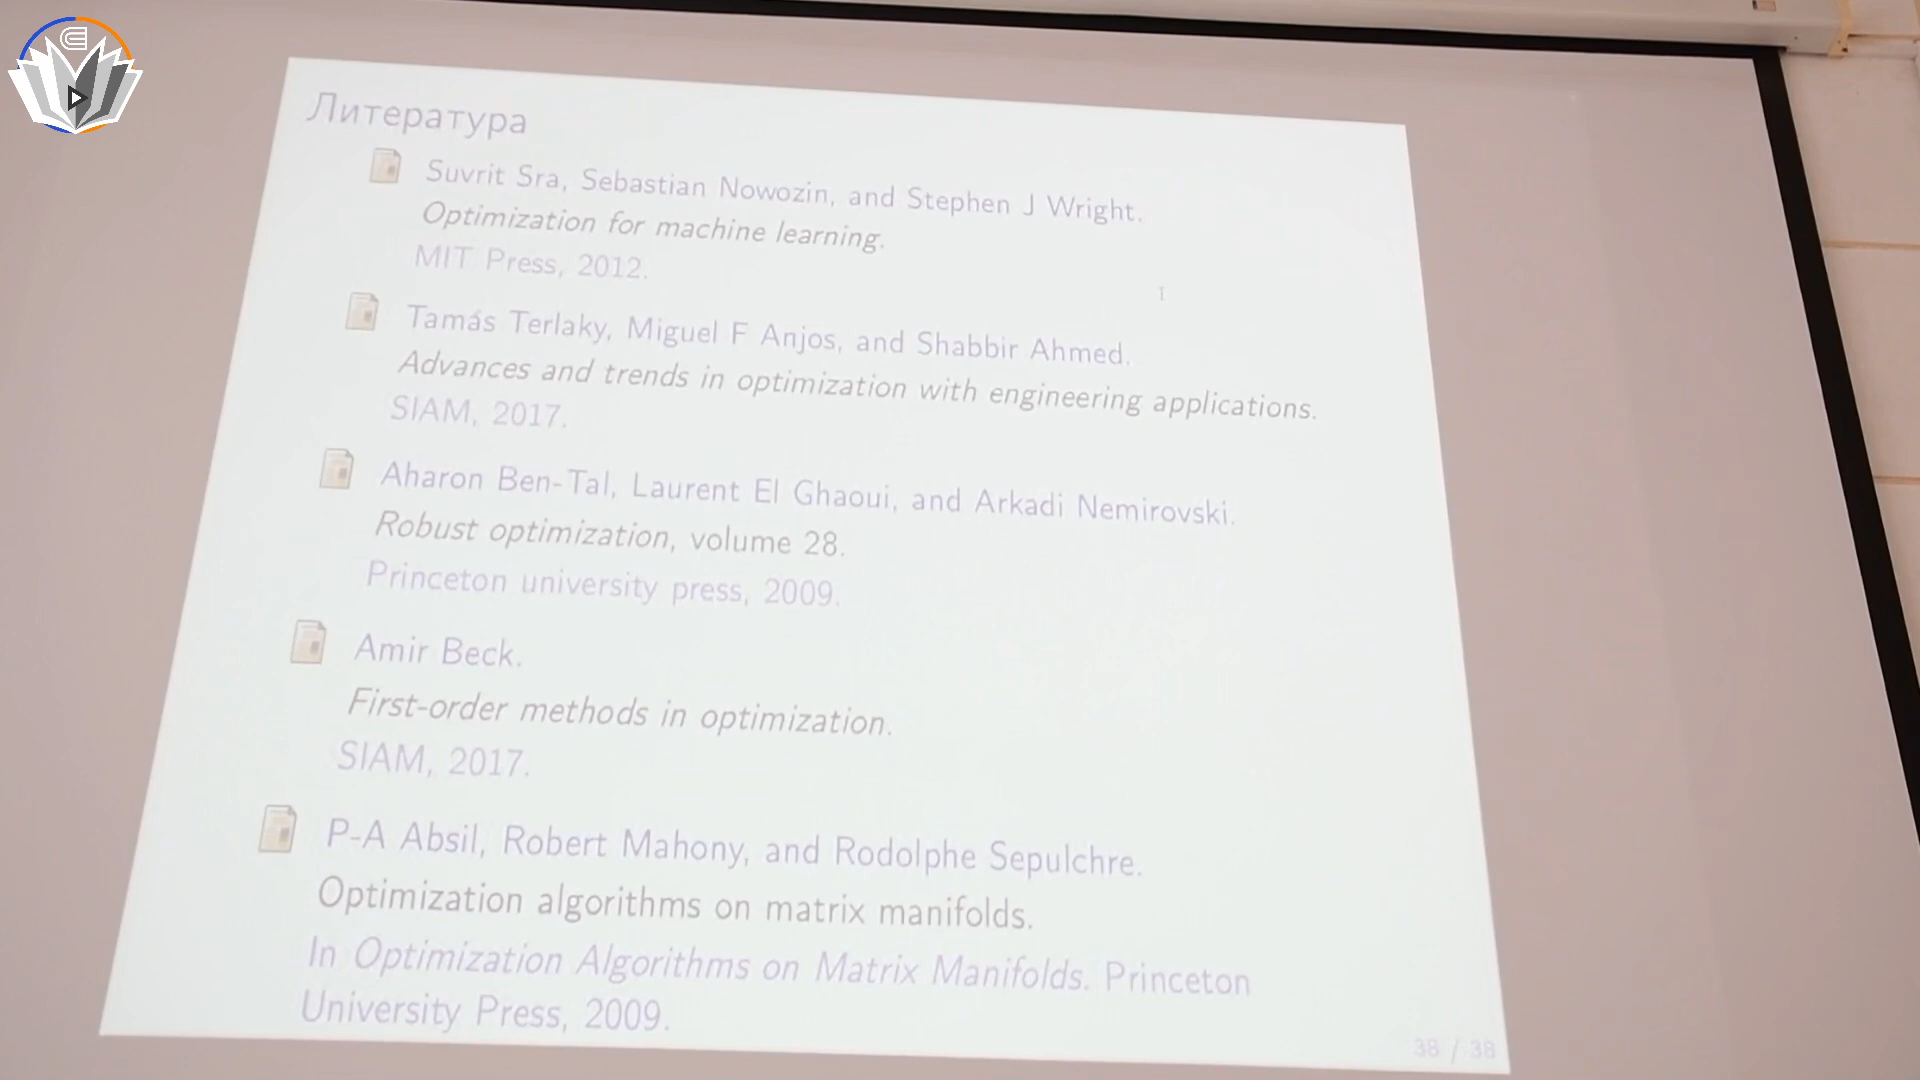 Литература
Suvrit Sra, Sebastian Nowozin, and Stephen J Wright.
Optimization for machine learning.
MIT Press, 2012.
Tamás Terlaky, Miguel F Anjos, and Shabbir Ahmed.
Advances and trends in optimization with engineering applications.
SIAM, 2017.
Aharon Ben-Tal, Laurent El Ghaoui, and Arkadi Nemirovski.
Robust optimization, volume 28.
Princeton university press, 2009.
Amir Beck.
First-order methods in optimization.
SIAM, 2017.
P-A Absil, Robert Mahony, and Rodolphe Sepulchre.
Optimization algorithms on matrix manifolds.
In Optimization Algorithms on Matrix Manifolds. Princeton
University Press, 2009.
38 / 38